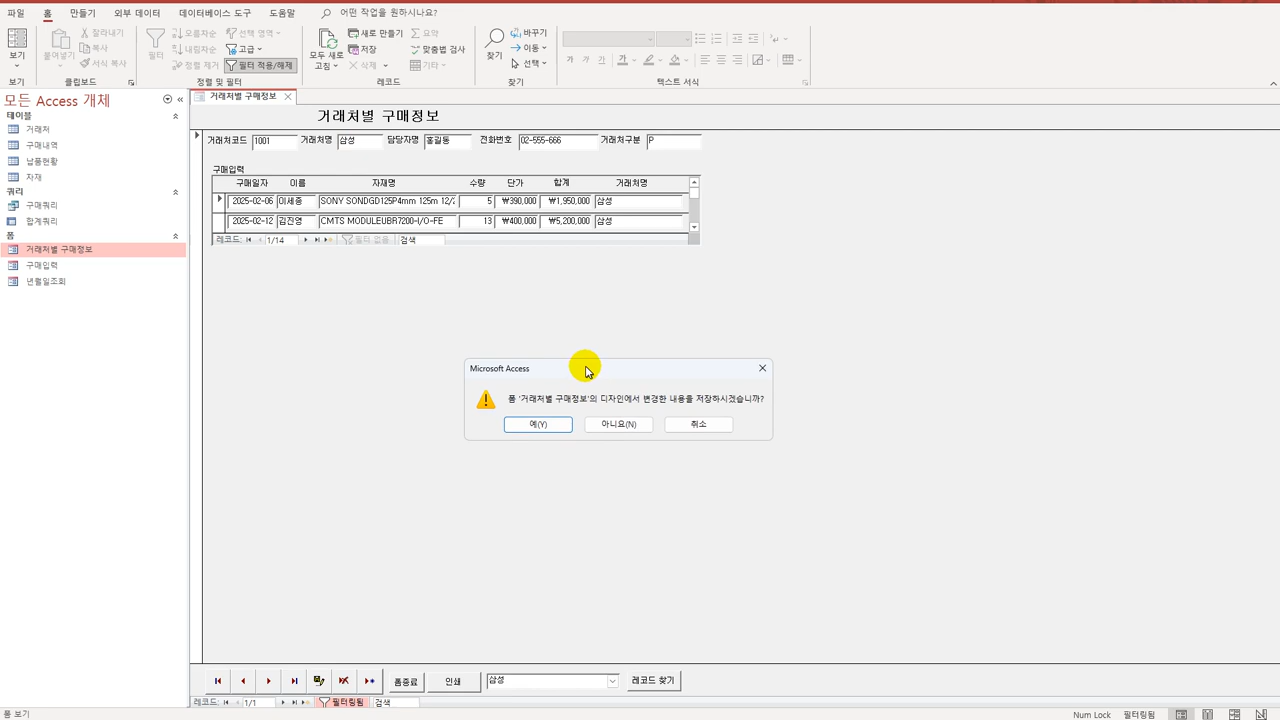 파일 홈 만들기 외부 데이터 데이터베이스 도구 도움말 어떤 작업을 원하시나요?
보기
붙여넣기
잘라내기
복사
서식 복사
클립보드
필터
오름차순
내림차순
정렬 제거
선택 영역
고급
필터 적용/해제
정렬 및 필터
모두 새로 고침
새로 만들기
저장
삭제
요약
맞춤법 검사
기타
레코드
찾기
바꾸기
이동
선택
찾기
가 가 가 가
텍스트 서식
모든 Access 개체
테이블
거래처
구매내역
납품현황
자재
쿼리
구매쿼리
합계쿼리
폼
거래처별 구매정보
구매입력
년월일조회
거래처별 구매정보
거래처별 구매정보
거래처코드 1001 거래처명 삼성 담당자명 홍길동 전화번호 02-555-666 거래처구분 P
구매입력
구매일자 이름 자재명 수량 단가 합계 거래처명
2025-02-06 이세종 SONY SONDGD125P4mm 125m 12/2 5 ₩390,000 ₩1,950,000 삼성
2025-02-12 김진영 CMTS MODULEUBR7200-I/O-FE 13 ₩400,000 ₩5,200,000 삼성
레코드: 1/14 필터 없음 검색
Microsoft Access
폼 '거래처별 구매정보'의 디자인에서 변경한 내용을 저장하시겠습니까?
예(Y) 아니요(N) 취소
폼종료 인쇄 삼성 레코드 찾기
레코드: 1/1 필터링됨 검색
폼 보기 Num Lock 필터링됨